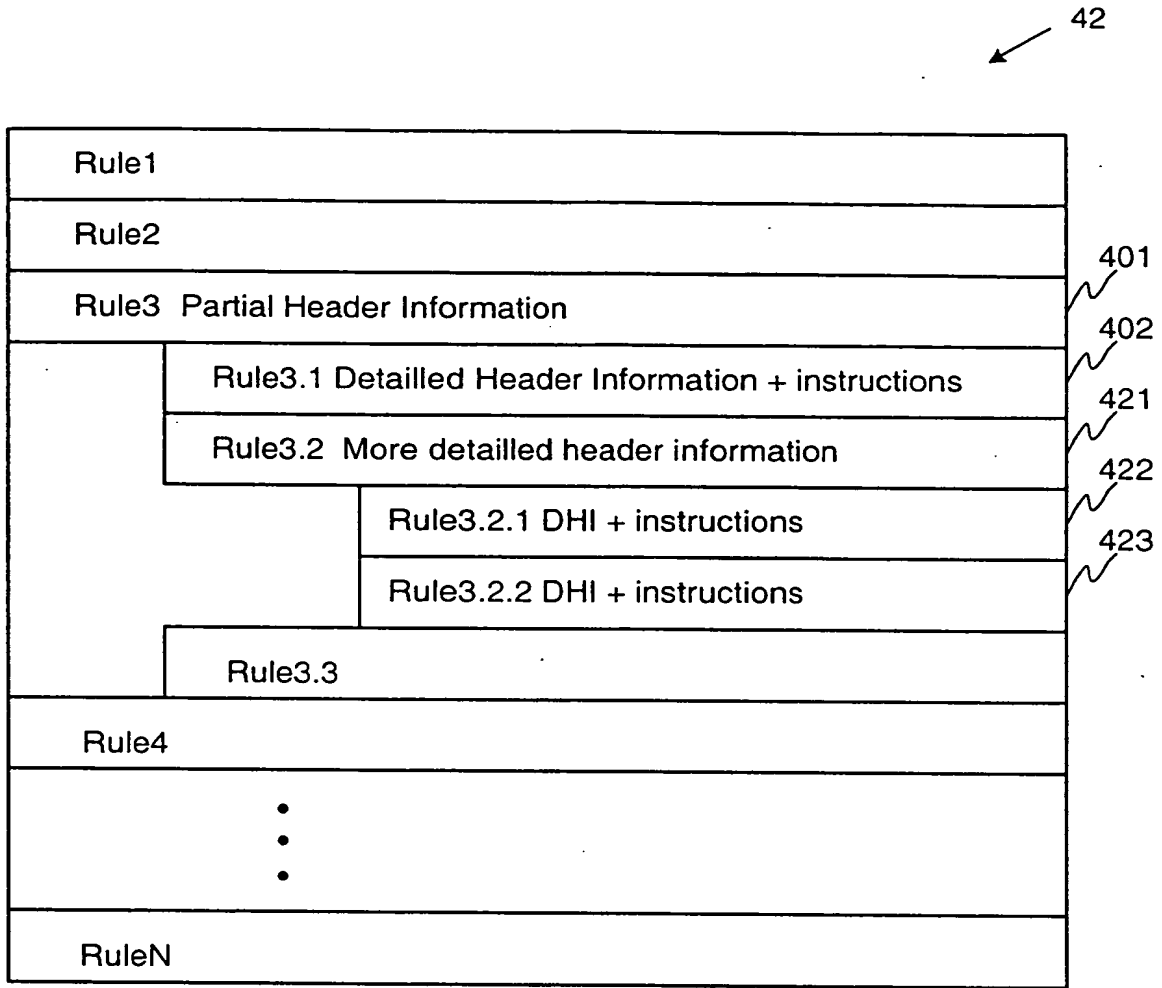 42
Rule1
Rule2
401
Rule3 Partial Header Information
402
Rule3.1 Detailled Header Information + instructions
421
Rule3.2 More detailled header information
422
Rule3.2.1 DHI + instructions
423
Rule3.2.2 DHI + instructions
Rule3.3
Rule4
RuleN